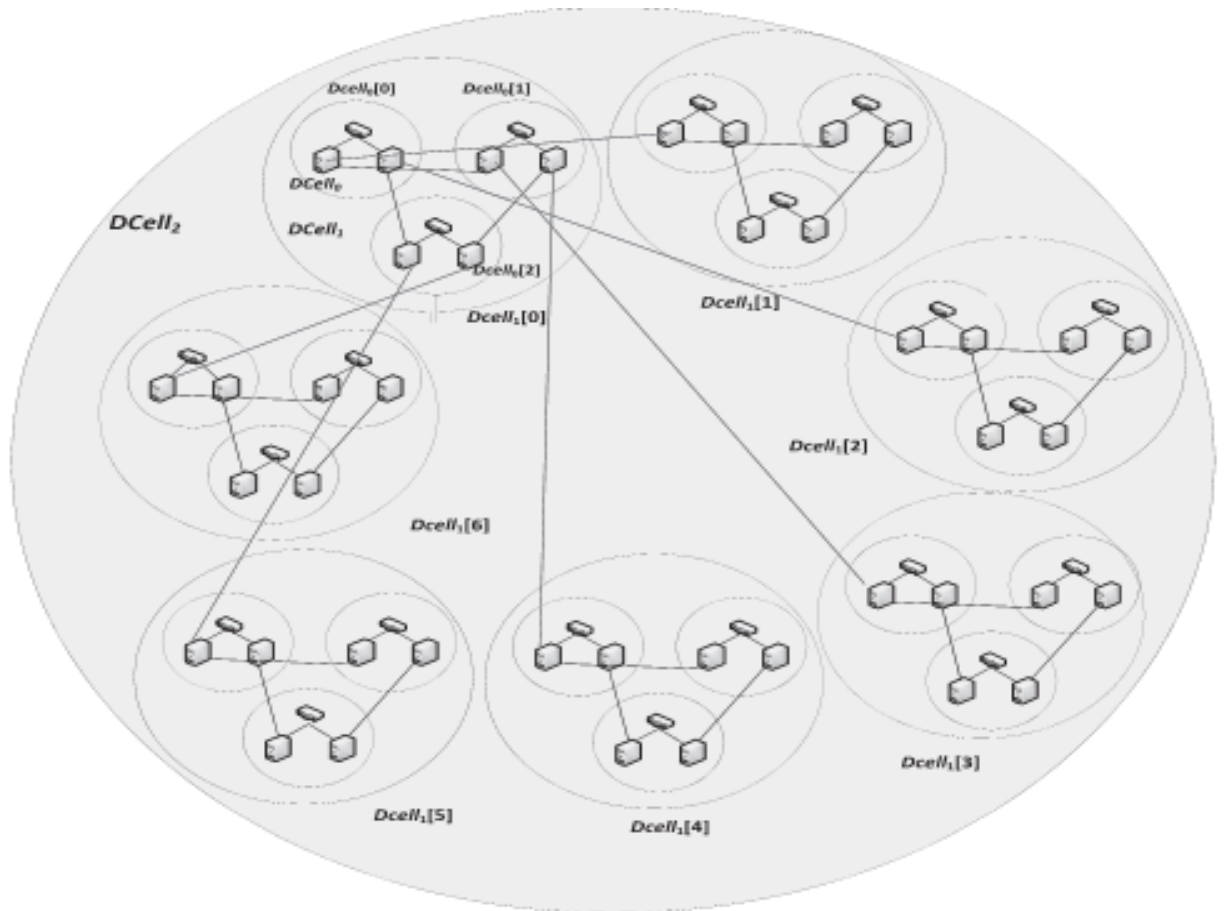 Dcell₀[0]
Dcell₀[1]
DCell₀
DCell₂
DCell₁
Dcell₀[2]
Dcell₁[0]
Dcell₁[1]
Dcell₁[2]
Dcell₁[6]
Dcell₁[3]
Dcell₁[5]
Dcell₁[4]